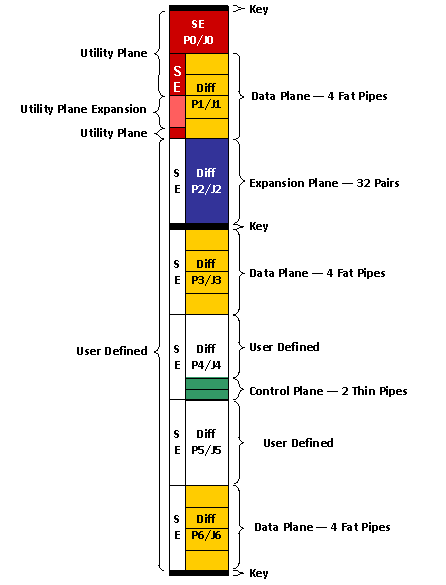 Key
SE
P0/J0
Utility Plane
S
E
Diff
P1/J1
Data Plane — 4 Fat Pipes
Utility Plane Expansion
Utility Plane
S
E
Diff
P2/J2
Expansion Plane — 32 Pairs
Key
S
E
Diff
P3/J3
Data Plane — 4 Fat Pipes
User Defined
S
E
Diff
P4/J4
User Defined
Control Plane — 2 Thin Pipes
S
E
Diff
P5/J5
User Defined
S
E
Diff
P6/J6
Data Plane — 4 Fat Pipes
Key